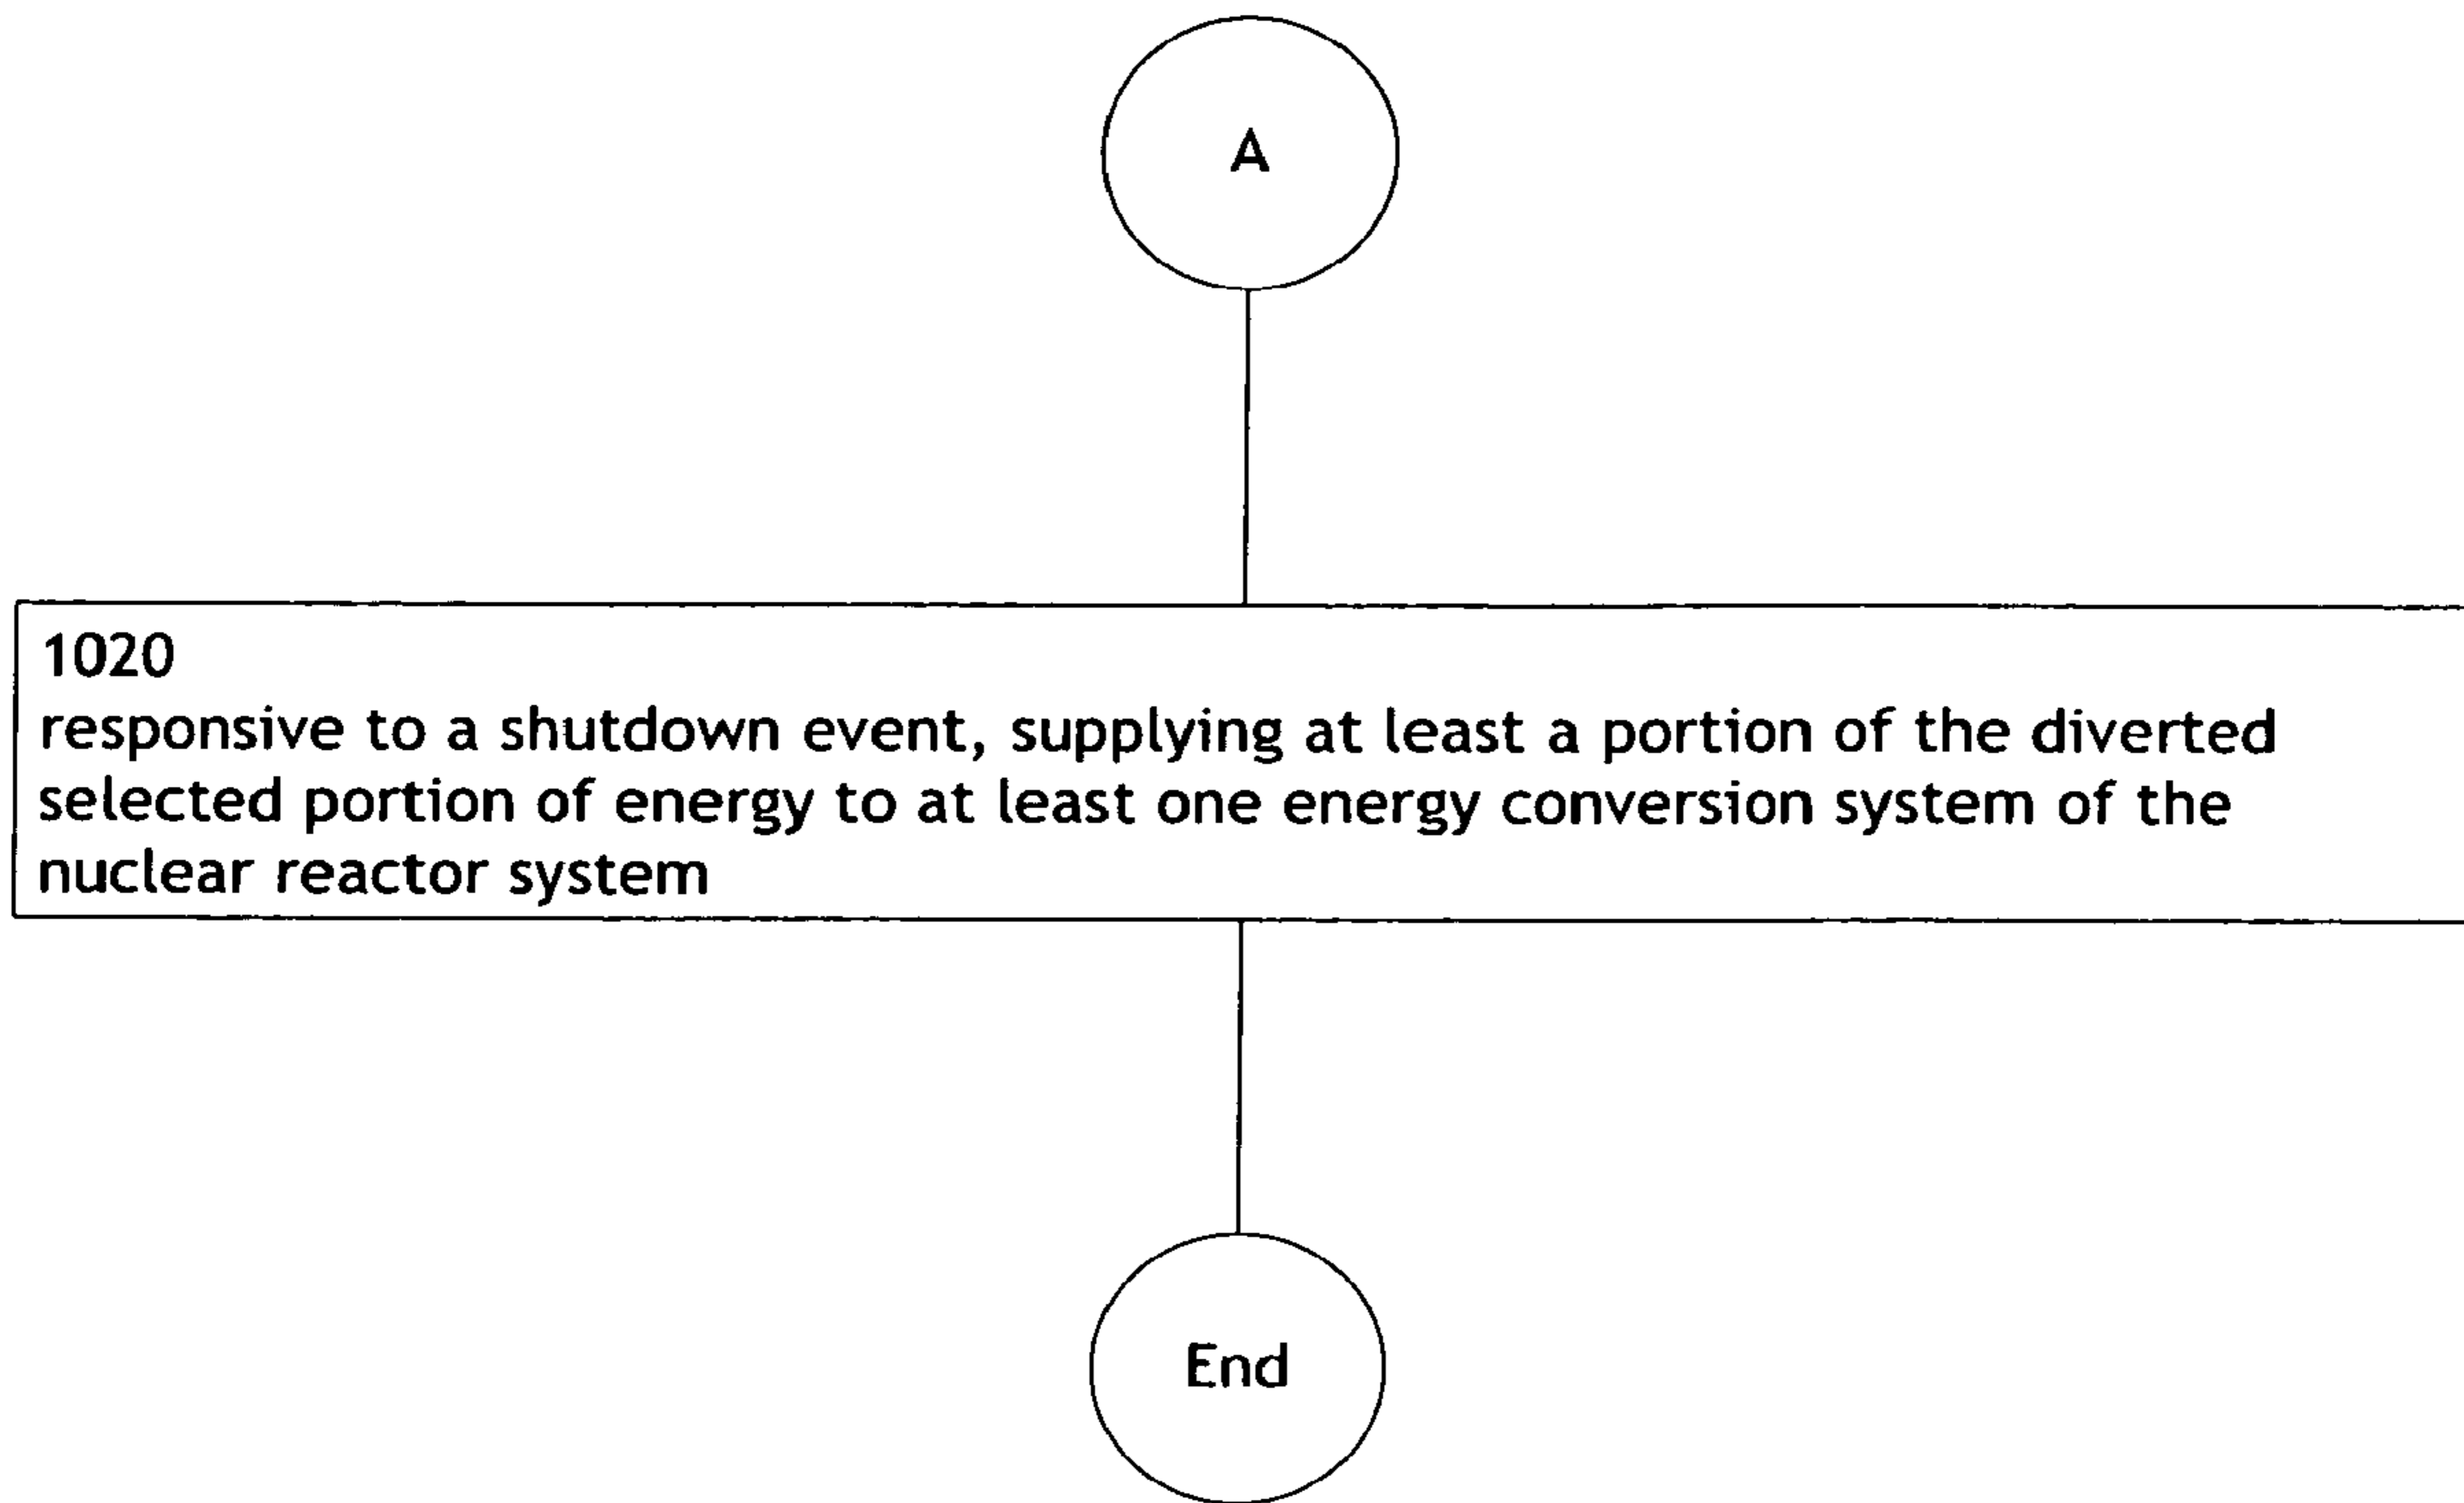 A
1020
responsive to a shutdown event, supplying at least a portion of the diverted
selected portion of energy to at least one energy conversion system of the
nuclear reactor system
End